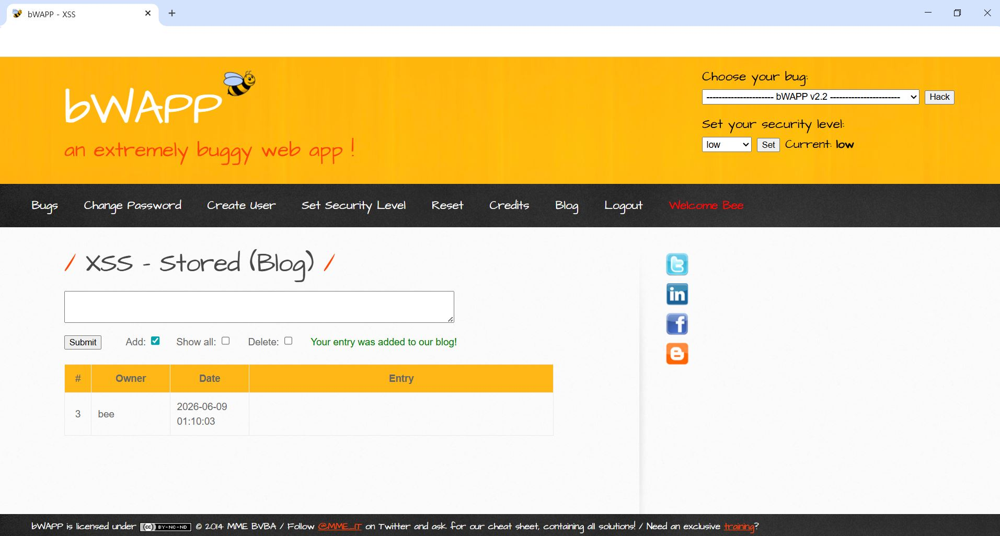 bWAPP - XSS
bWAPP
an extremely buggy web app !
Choose your bug:
---------------------- bWAPP v2.2 -----------------------
Hack
Set your security level:
low
Set
Current: low
Bugs
Change Password
Create User
Set Security Level
Reset
Credits
Blog
Logout
Welcome Bee
/ XSS - Stored (Blog) /
Submit
Add:
Show all:
Delete:
Your entry was added to our blog!
# Owner Date Entry
3 bee 2026-06-09
01:10:03
bWAPP is licensed under (cc) BY-NC-ND © 2014 MME BVBA / Follow @MME_IT on Twitter and ask for our cheat sheet, containing all solutions! / Need an exclusive training?